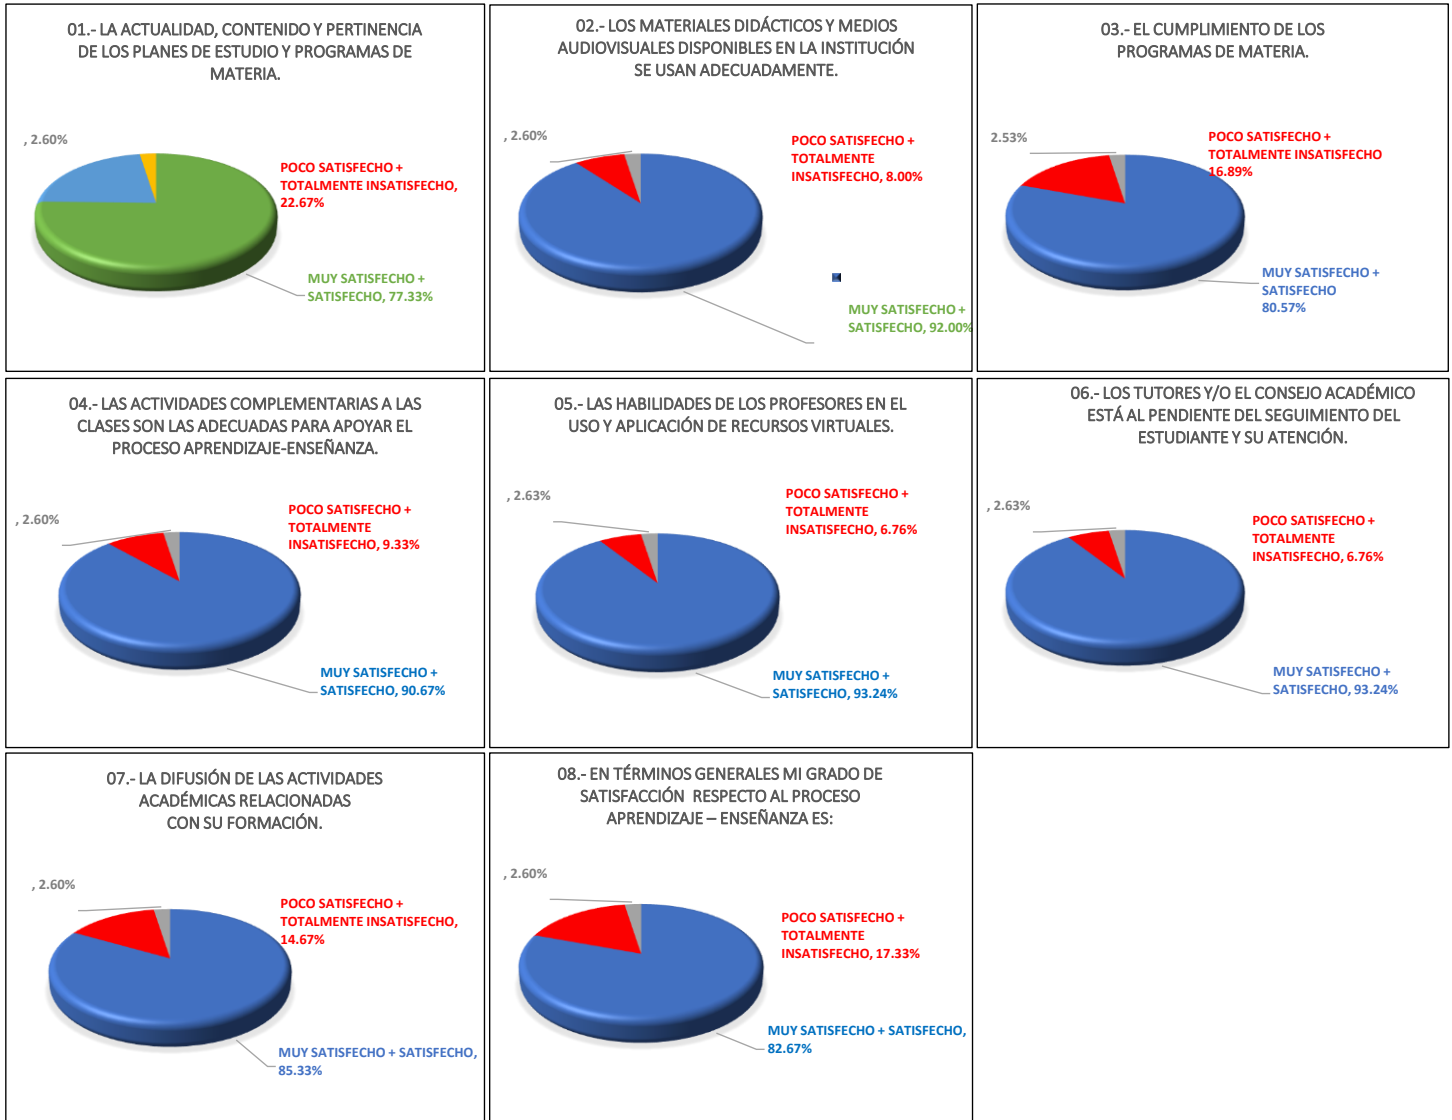 01.- LA ACTUALIDAD, CONTENIDO Y PERTINENCIA
DE LOS PLANES DE ESTUDIO Y PROGRAMAS DE
MATERIA.
, 2.60%
POCO SATISFECHO +
TOTALMENTE INSATISFECHO,
22.67%
MUY SATISFECHO +
SATISFECHO, 77.33%
02.- LOS MATERIALES DIDÁCTICOS Y MEDIOS
AUDIOVISUALES DISPONIBLES EN LA INSTITUCIÓN
SE USAN ADECUADAMENTE.
, 2.60%
POCO SATISFECHO +
TOTALMENTE
INSATISFECHO, 8.00%
MUY SATISFECHO +
SATISFECHO, 92.00%
03.- EL CUMPLIMIENTO DE LOS
PROGRAMAS DE MATERIA.
2.53%
POCO SATISFECHO +
TOTALMENTE INSATISFECHO
16.89%
MUY SATISFECHO +
SATISFECHO
80.57%
04.- LAS ACTIVIDADES COMPLEMENTARIAS A LAS
CLASES SON LAS ADECUADAS PARA APOYAR EL
PROCESO APRENDIZAJE-ENSEÑANZA.
, 2.60%
POCO SATISFECHO +
TOTALMENTE
INSATISFECHO, 9.33%
MUY SATISFECHO +
SATISFECHO, 90.67%
05.- LAS HABILIDADES DE LOS PROFESORES EN EL
USO Y APLICACIÓN DE RECURSOS VIRTUALES.
, 2.63%
POCO SATISFECHO +
TOTALMENTE
INSATISFECHO, 6.76%
MUY SATISFECHO +
SATISFECHO, 93.24%
06.- LOS TUTORES Y/O EL CONSEJO ACADÉMICO
ESTÁ AL PENDIENTE DEL SEGUIMIENTO DEL
ESTUDIANTE Y SU ATENCIÓN.
, 2.63%
POCO SATISFECHO +
TOTALMENTE
INSATISFECHO, 6.76%
MUY SATISFECHO +
SATISFECHO, 93.24%
07.- LA DIFUSIÓN DE LAS ACTIVIDADES
ACADÉMICAS RELACIONADAS
CON SU FORMACIÓN.
, 2.60%
POCO SATISFECHO +
TOTALMENTE INSATISFECHO,
14.67%
MUY SATISFECHO + SATISFECHO,
85.33%
08.- EN TÉRMINOS GENERALES MI GRADO DE
SATISFACCIÓN RESPECTO AL PROCESO
APRENDIZAJE – ENSEÑANZA ES:
, 2.60%
POCO SATISFECHO +
TOTALMENTE
INSATISFECHO, 17.33%
MUY SATISFECHO + SATISFECHO,
82.67%